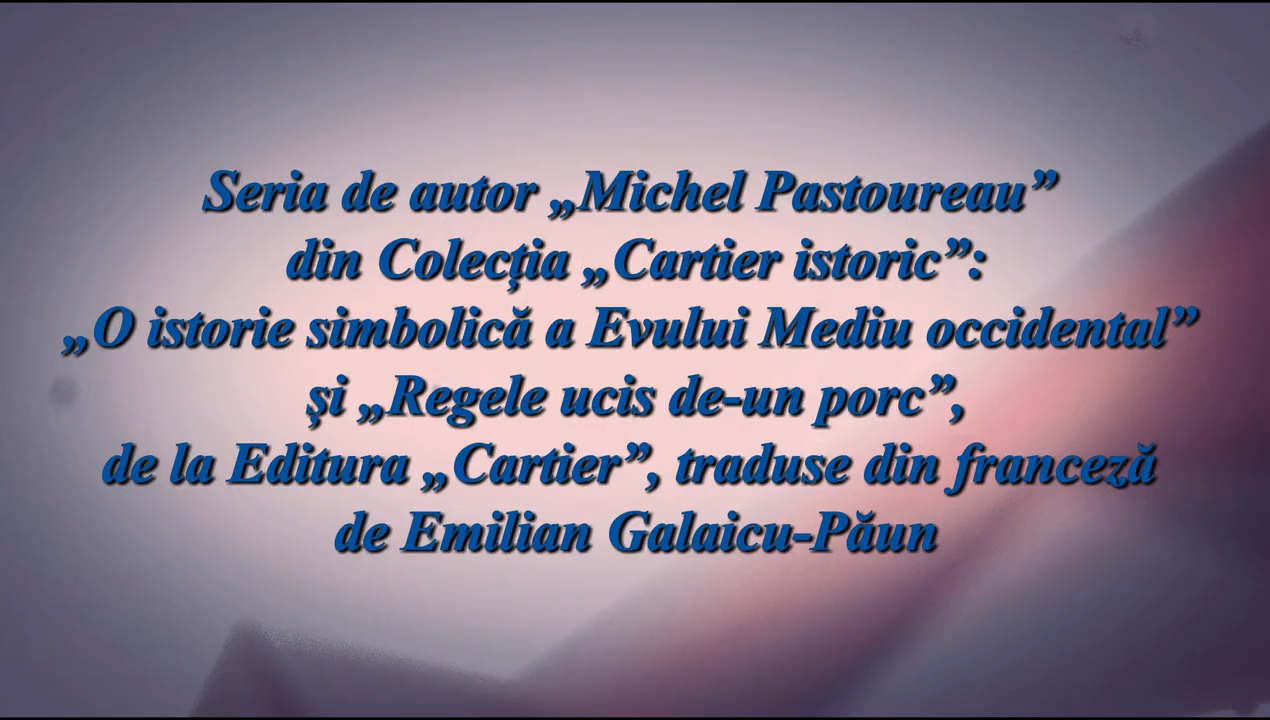 Seria de autor „Michel Pastoureau”
din Colecția „Cartier istoric”:
„O istorie simbolică a Evului Mediu occidental”
și „Regele ucis de-un porc”,
de la Editura „Cartier”, traduse din franceză
de Emilian Galaicu-Păun